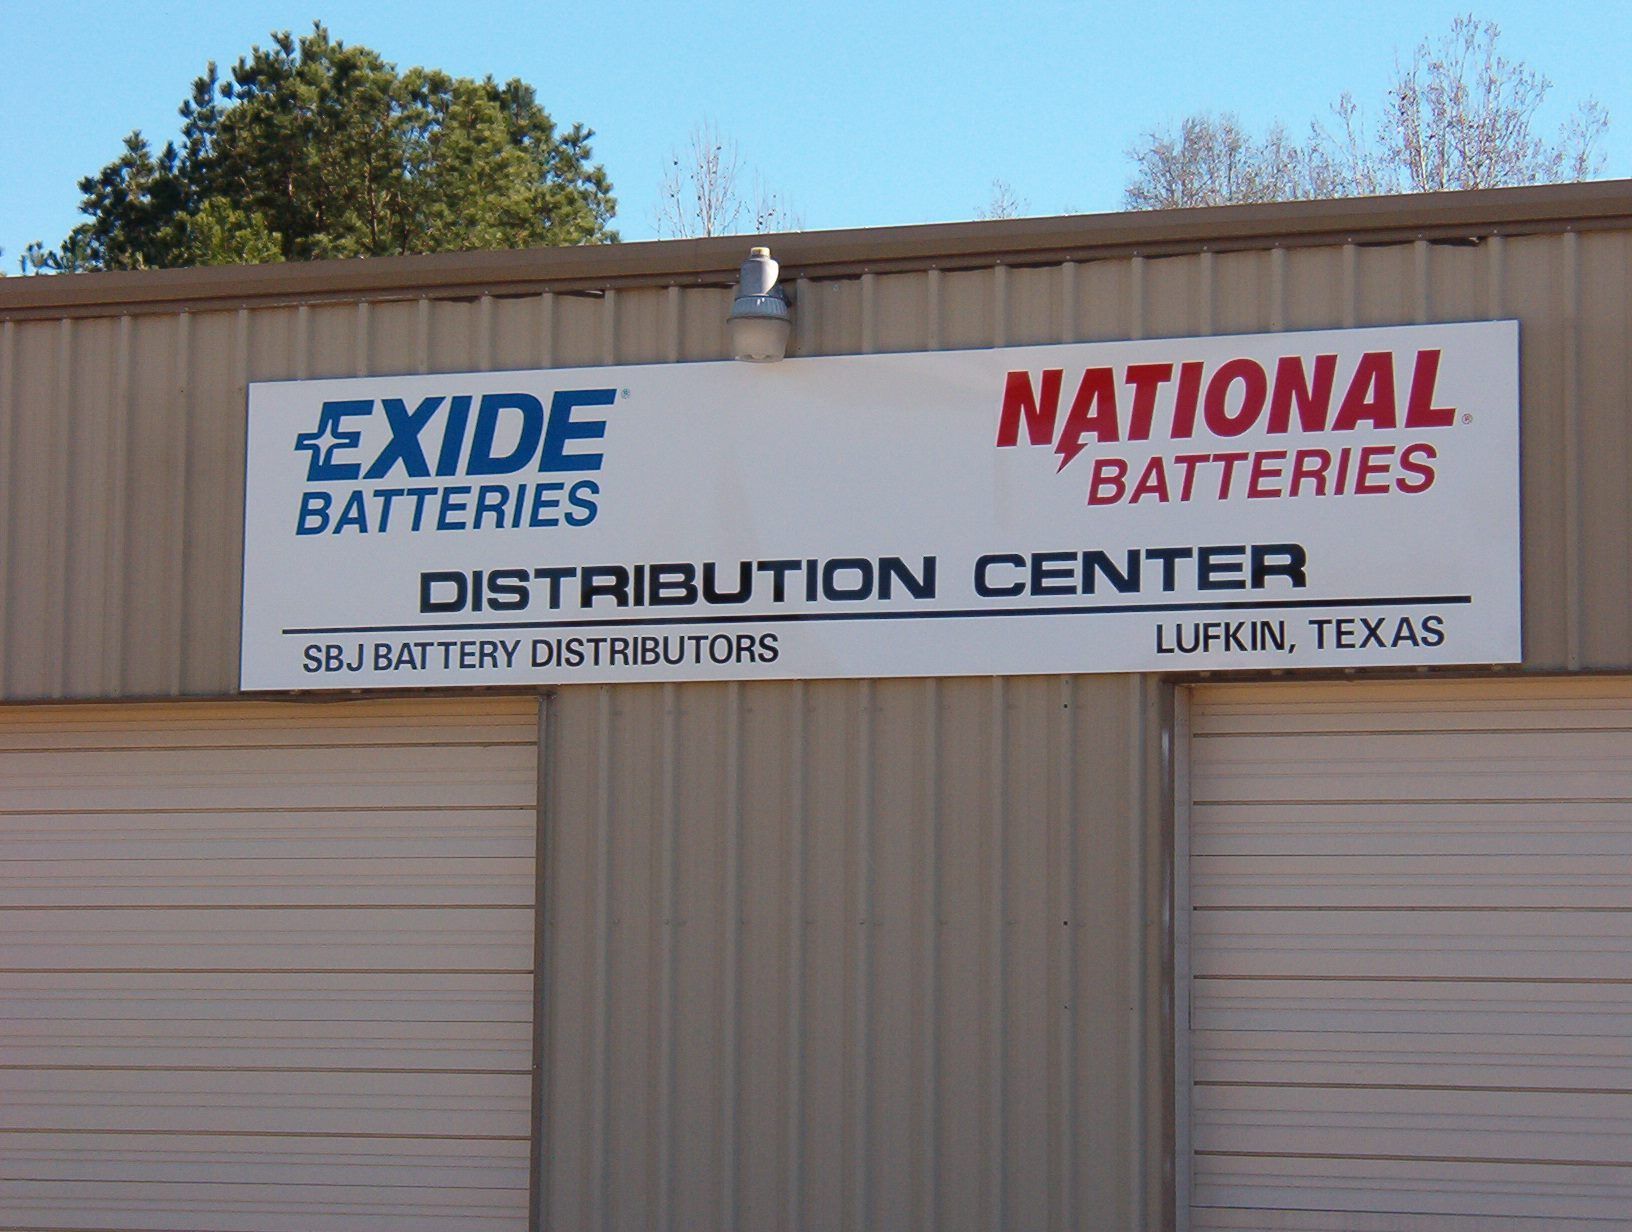 EXIDE®
BATTERIES
NATIONAL®
BATTERIES
DISTRIBUTION CENTER
SBJ BATTERY DISTRIBUTORS
LUFKIN, TEXAS